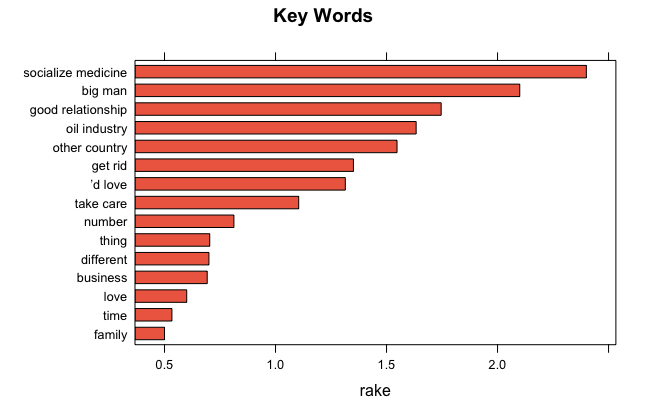 Key Words
socialize medicine
big man
good relationship
oil industry
other country
get rid
'd love
take care
number
thing
different
business
love
time
family
0.5 1.0 1.5 2.0
rake